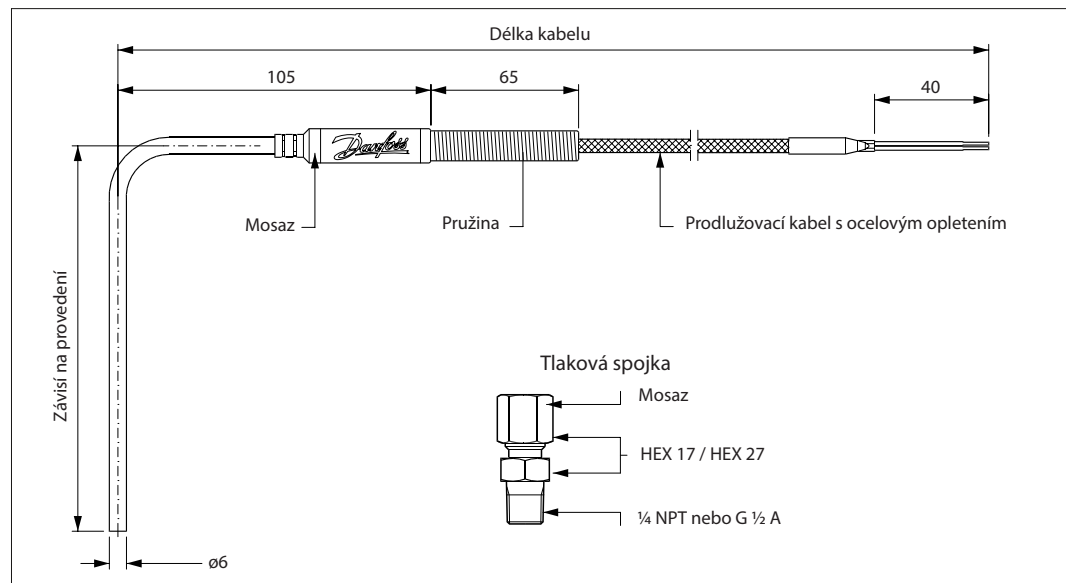 Délka kabelu
105
65
40
Danfoss
Mosaz
Pružina
Prodlužovací kabel s ocelovým opletením
Závisí na provedení
Tlaková spojka
Mosaz
HEX 17 / HEX 27
¼ NPT nebo G ½ A
ø6